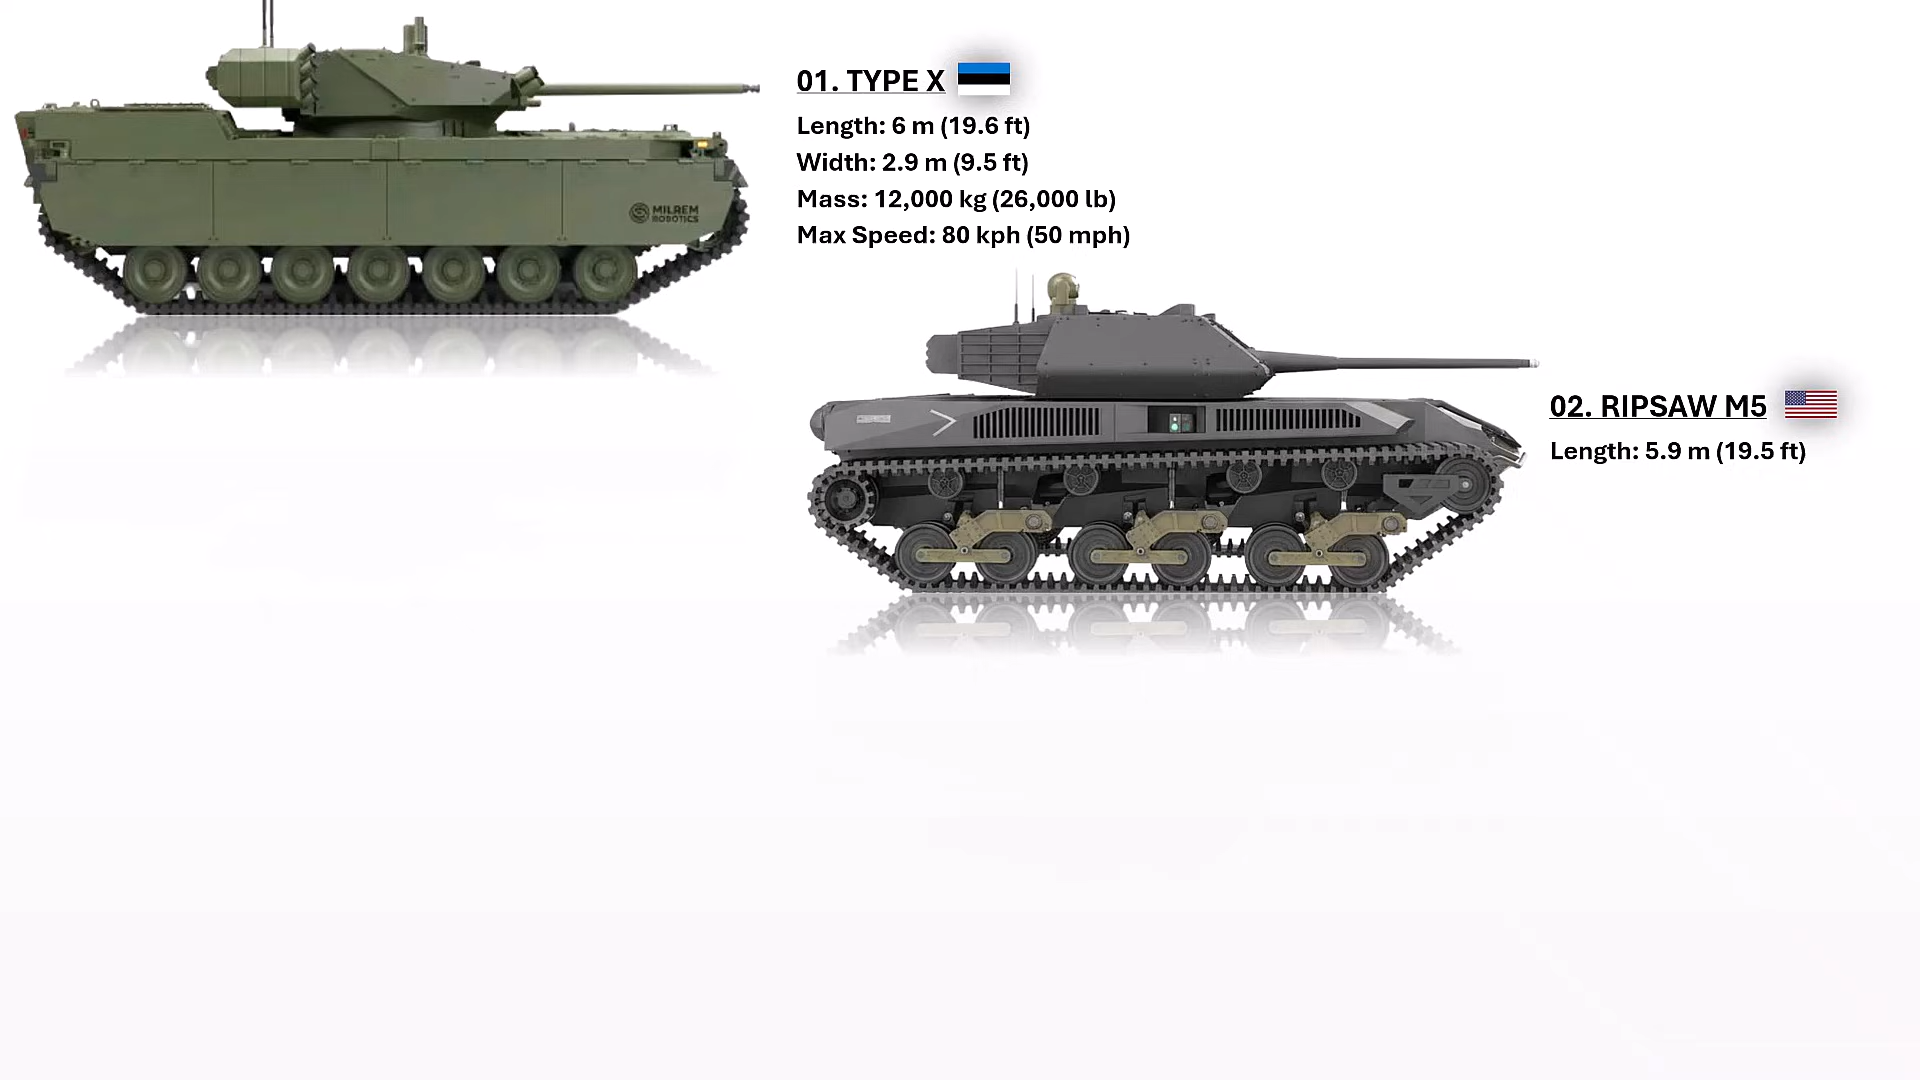 01. TYPE X
Length: 6 m (19.6 ft)
Width: 2.9 m (9.5 ft)
Mass: 12,000 kg (26,000 lb)
Max Speed: 80 kph (50 mph)
MILREM
ROBOTICS
02. RIPSAW M5
Length: 5.9 m (19.5 ft)